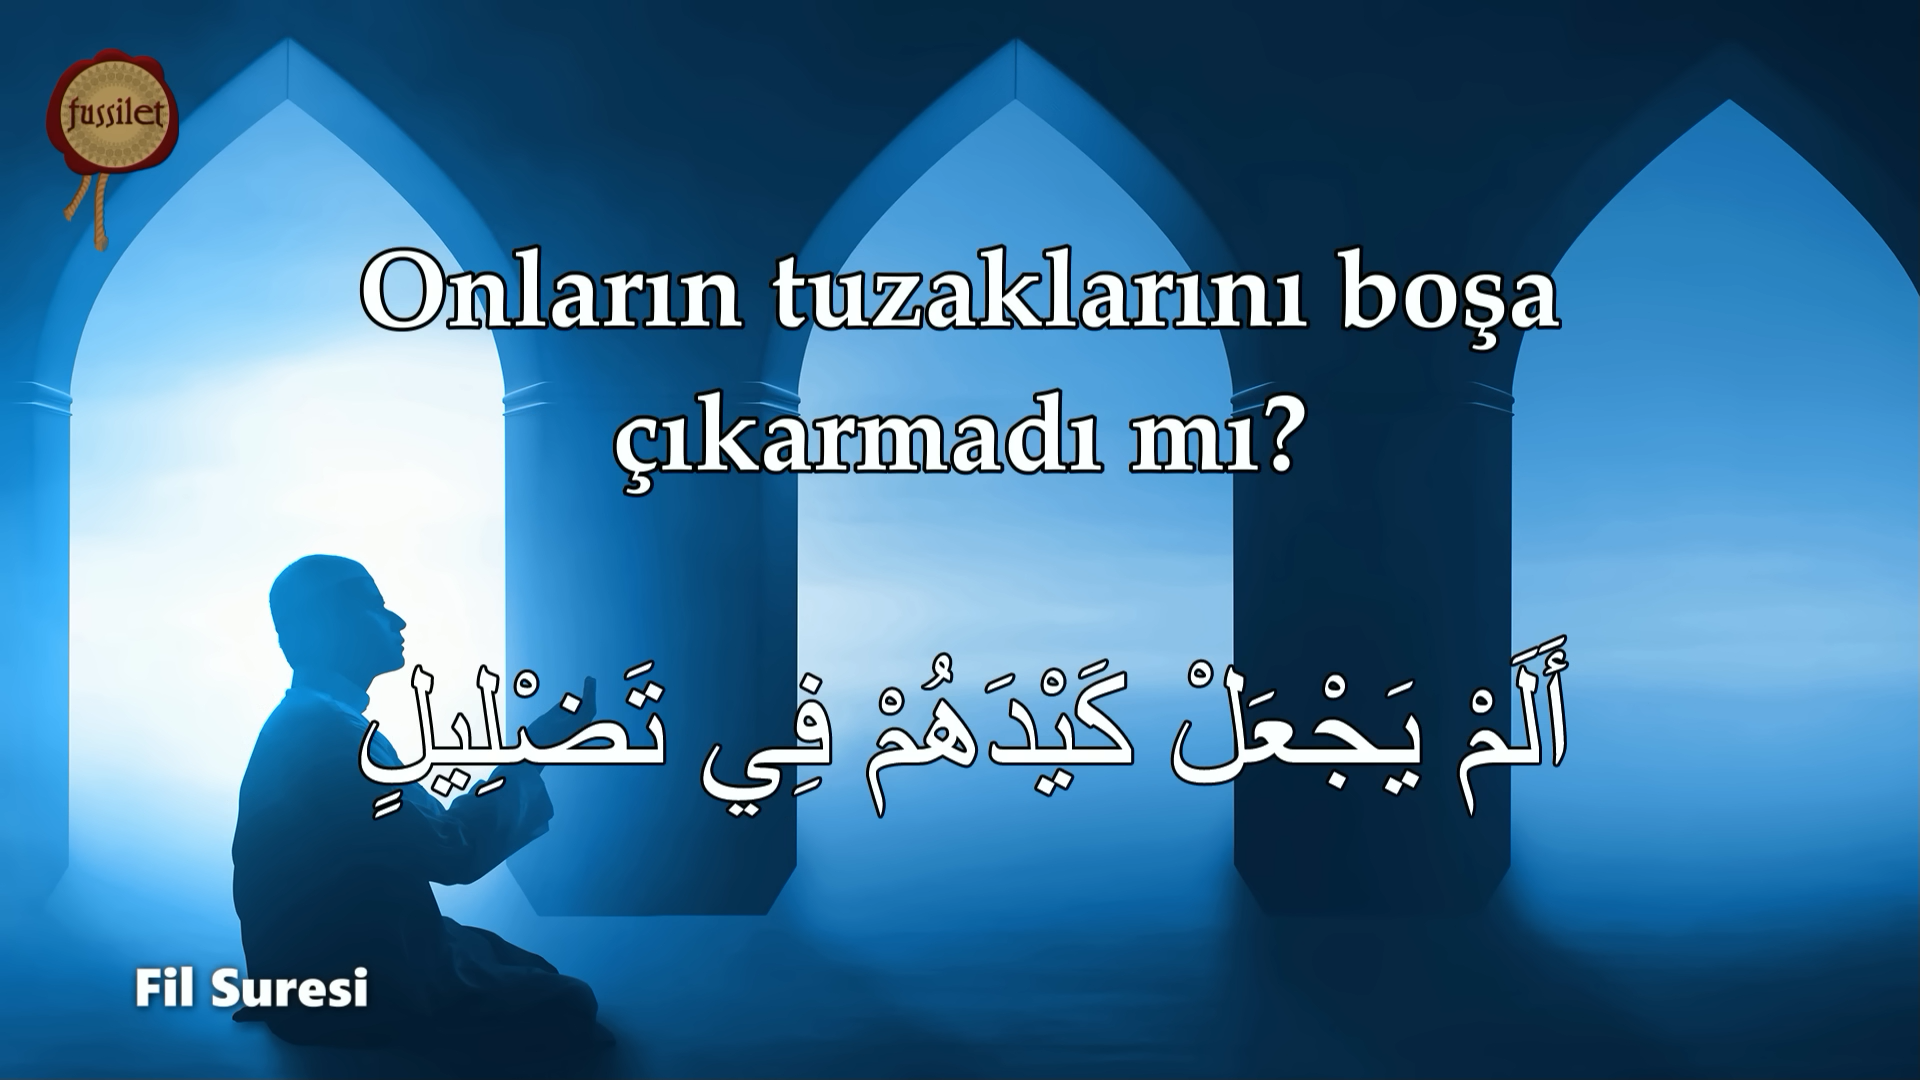 fussilet
Onların tuzaklarını boşa
çıkarmadı mı?
أَلَمْ يَجْعَلْ كَيْدَهُمْ فِي تَضْلِيلٍ
Fil Suresi